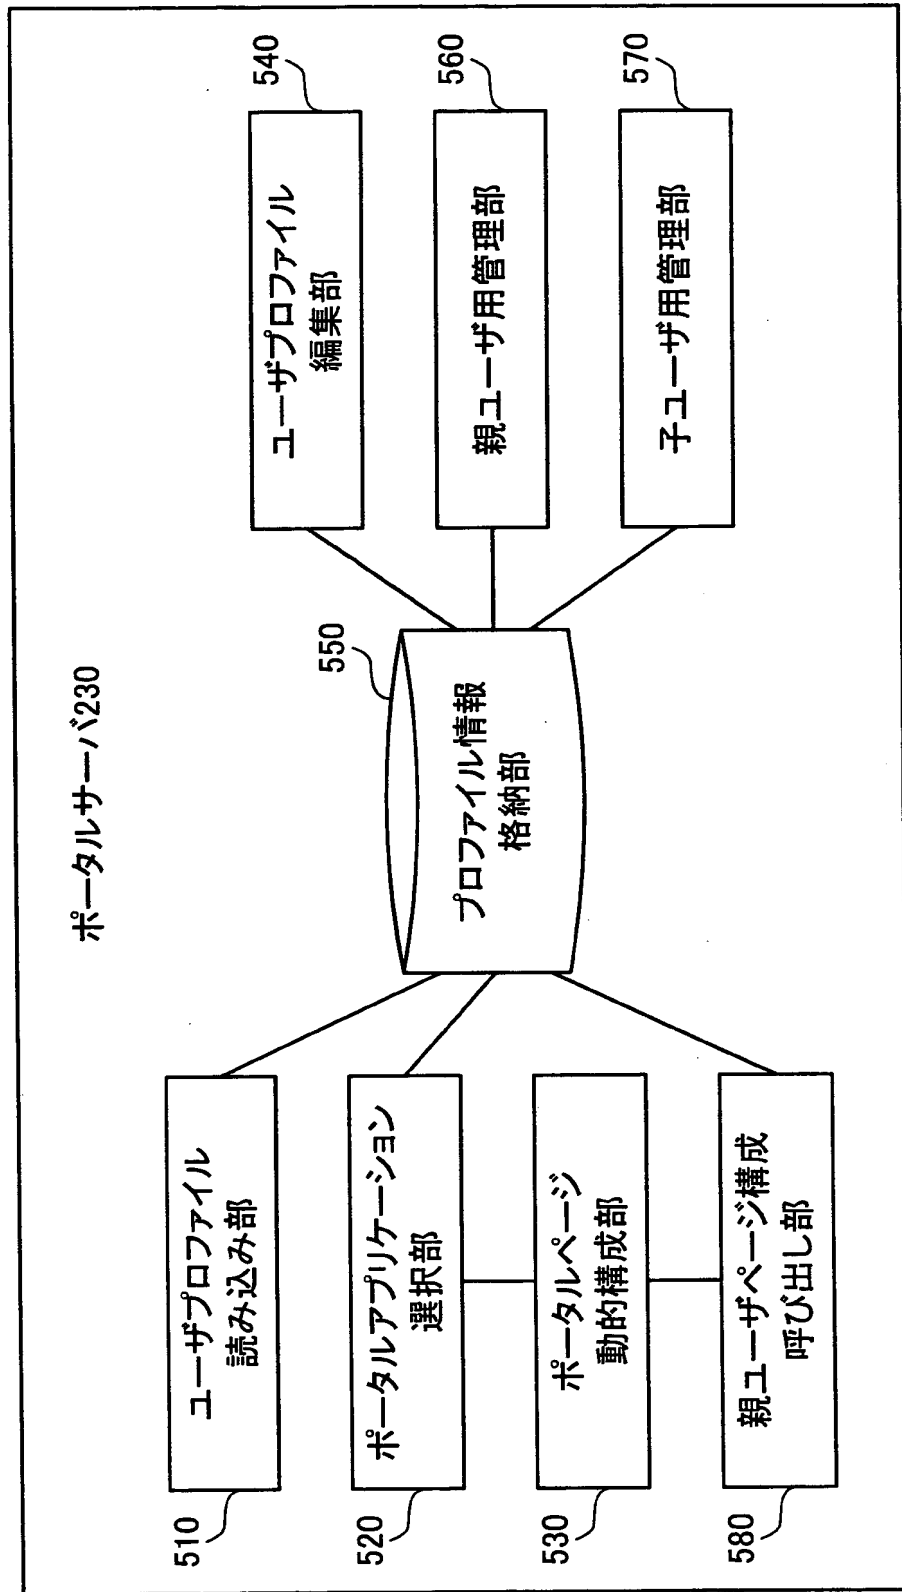 ポータルサーバ230
510
ユーザプロファイル
読み込み部
520
ポータルアプリケーション
選択部
530
ポータルページ
動的構成部
580
親ユーザページ構成
呼び出し部
550
プロファイル情報
格納部
540
ユーザプロファイル
編集部
560
親ユーザ用管理部
570
子ユーザ用管理部